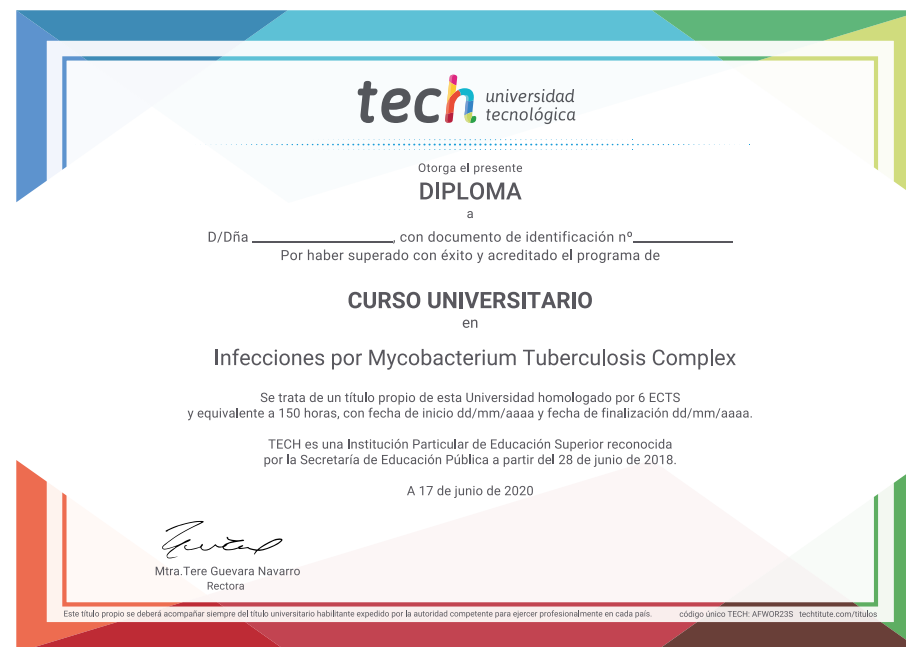 tech universidad
tecnológica
Otorga el presente
DIPLOMA
a
D/Dña ____________________, con documento de identificación nº______________
Por haber superado con éxito y acreditado el programa de
CURSO UNIVERSITARIO
en
Infecciones por Mycobacterium Tuberculosis Complex
Se trata de un título propio de esta Universidad homologado por 6 ECTS
y equivalente a 150 horas, con fecha de inicio dd/mm/aaaa y fecha de finalización dd/mm/aaaa.
TECH es una Institución Particular de Educación Superior reconocida
por la Secretaría de Educación Pública a partir del 28 de junio de 2018.
A 17 de junio de 2020
Mtra.Tere Guevara Navarro
Rectora
Este título propio se deberá acompañar siempre del título universitario habilitante expedido por la autoridad competente para ejercer profesionalmente en cada país. código único TECH: AFWOR23S techtitute.com/titulos